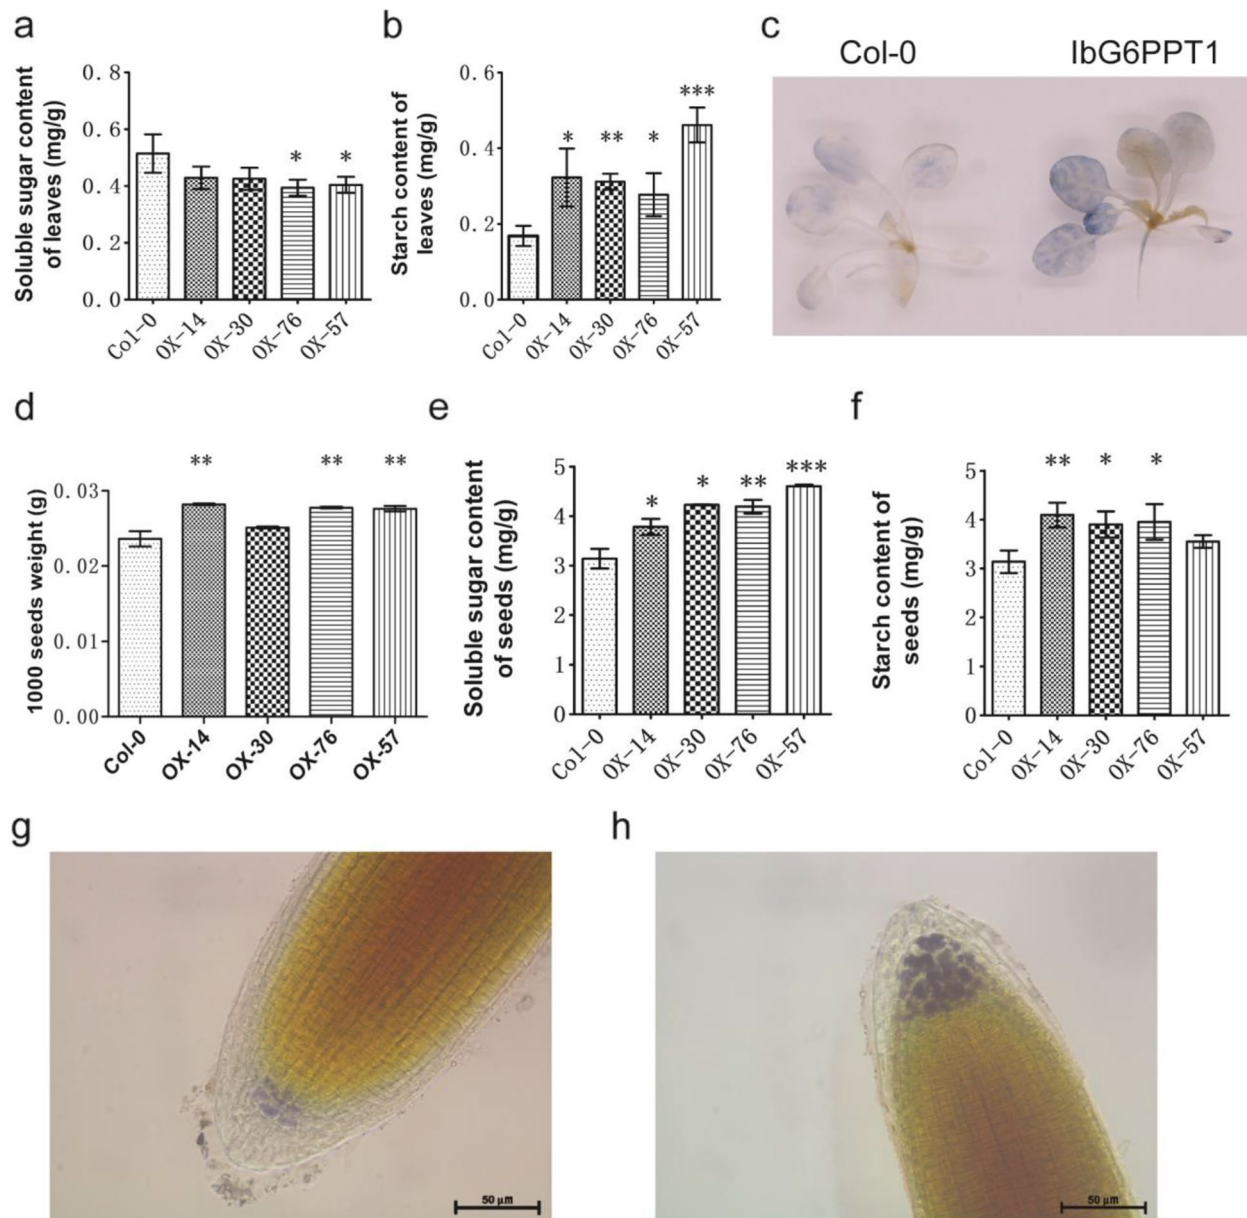 a
Soluble sugar content
of leaves (mg/g)
0.8
0.6
0.4
0.2
0.0
*
*
Col-0
OX-14
OX-30
OX-76
OX-57
b
Starch content of
leaves (mg/g)
0.6
0.4
0.2
0.0
*
**
*
***
Col-0
OX-14
OX-30
OX-76
OX-57
c
Col-0
IbG6PPT1
d
1000 seeds weight (g)
0.03
0.02
0.01
0.00
**
**
**
Col-0
OX-14
OX-30
OX-76
OX-57
e
Soluble sugar content
of seeds (mg/g)
5
4
3
2
1
0
*
*
**
***
Col-0
OX-14
OX-30
OX-76
OX-57
f
Starch content of
seeds (mg/g)
5
4
3
2
1
0
**
*
*
Col-0
OX-14
OX-30
OX-76
OX-57
g
50 μm
h
50 μm